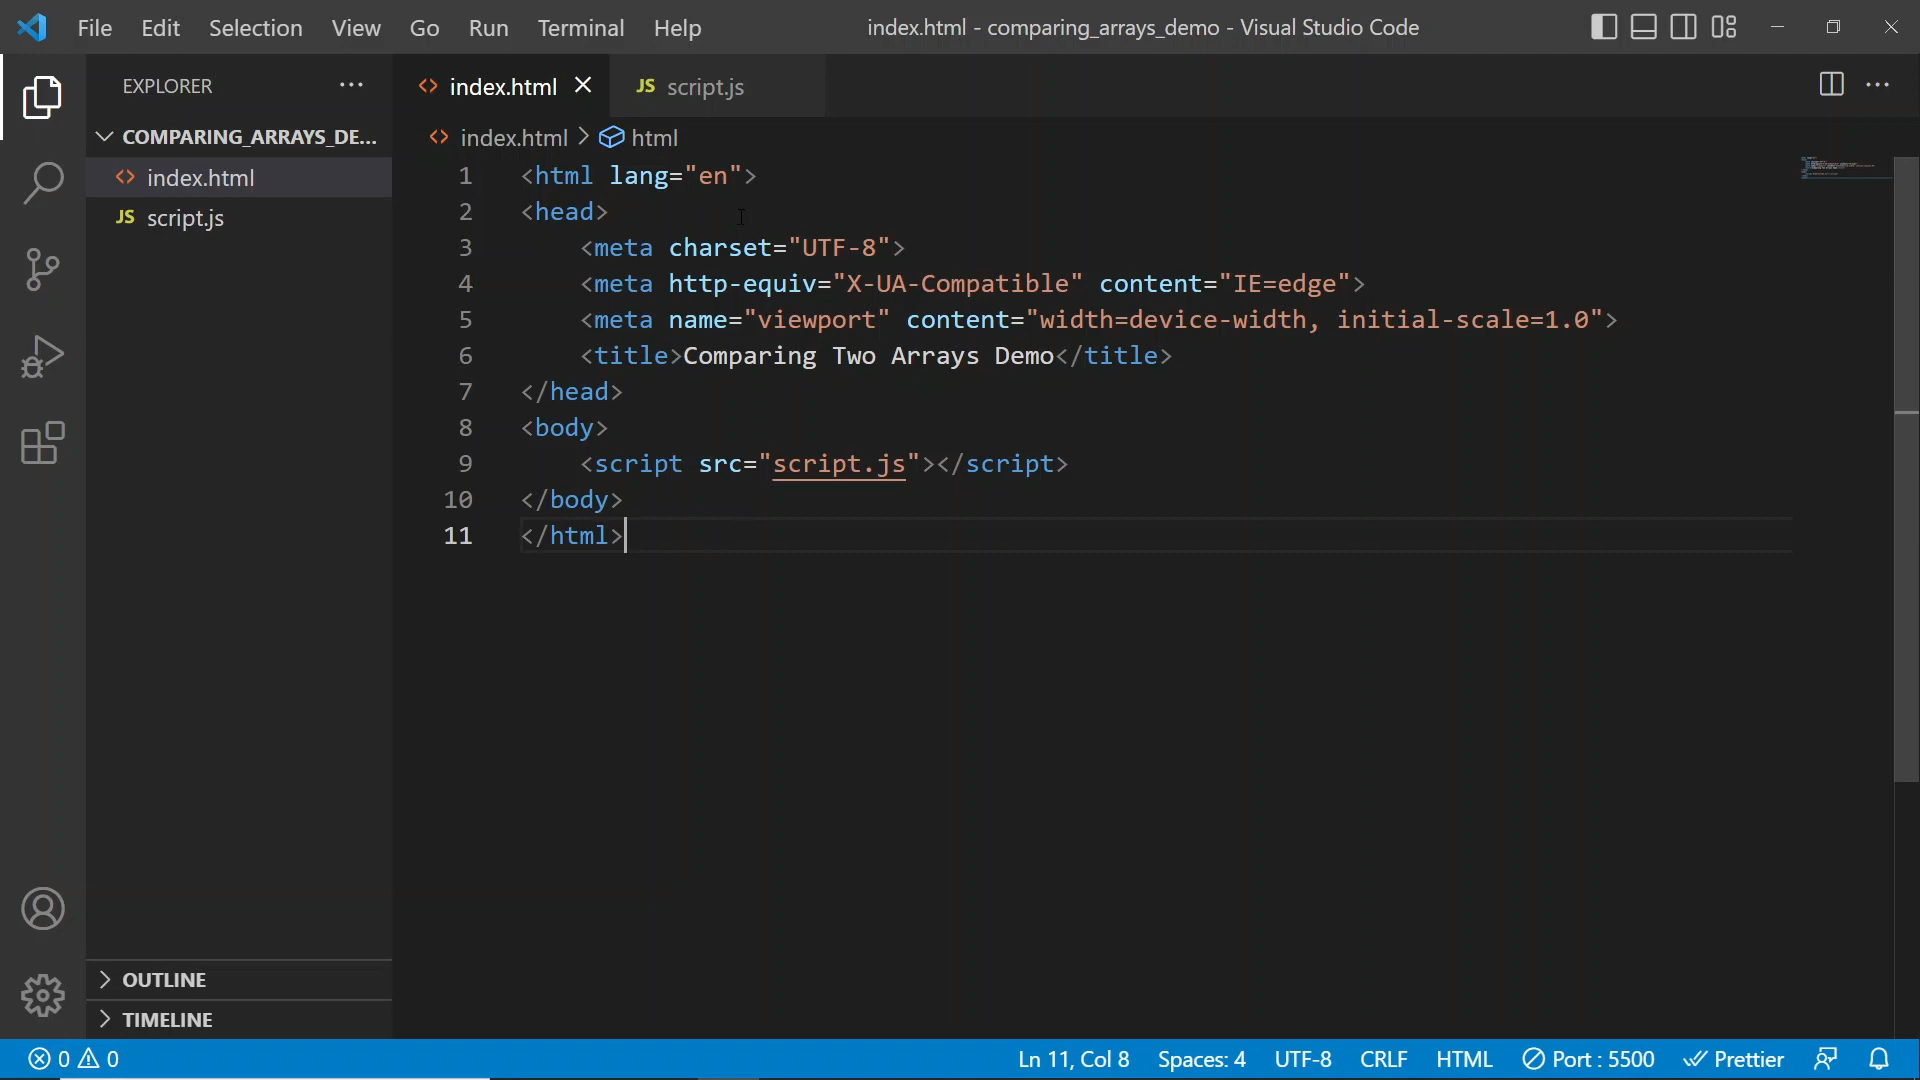 File Edit Selection View Go Run Terminal Help index.html - comparing_arrays_demo - Visual Studio Code
EXPLORER
COMPARING_ARRAYS_DE...
index.html
JS script.js
OUTLINE
TIMELINE
index.html JS script.js
index.html > html
1 <html lang="en">
2 <head>
3     <meta charset="UTF-8">
4     <meta http-equiv="X-UA-Compatible" content="IE=edge">
5     <meta name="viewport" content="width=device-width, initial-scale=1.0">
6     <title>Comparing Two Arrays Demo</title>
7 </head>
8 <body>
9     <script src="script.js"></script>
10 </body>
11 </html>
0 0 Ln 11, Col 8 Spaces: 4 UTF-8 CRLF HTML Port : 5500 Prettier